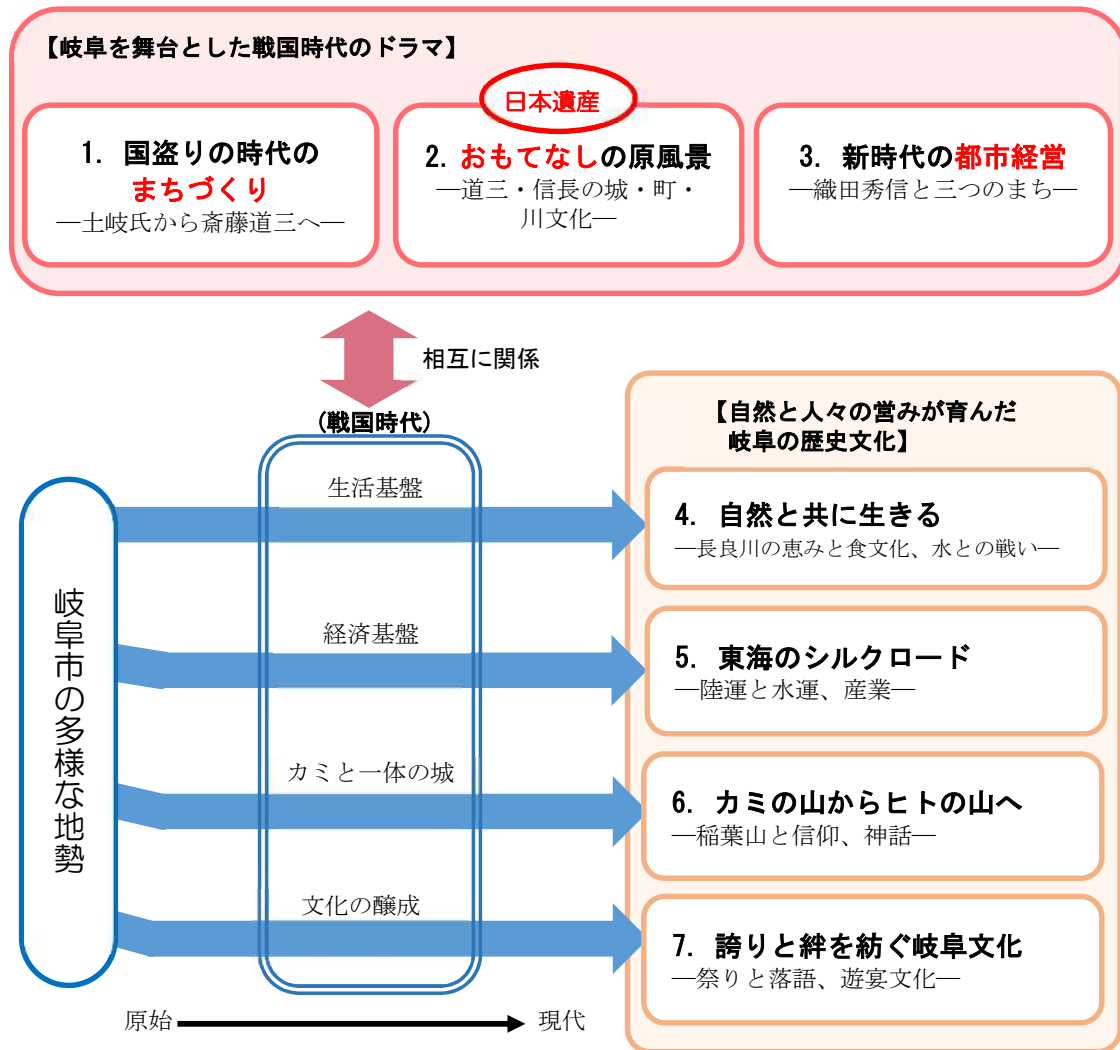 【岐阜を舞台とした戦国時代のドラマ】
日本遺産
1. 国盗りの時代の
まちづくり
―土岐氏から斎藤道三へ―
2. おもてなしの原風景
―道三・信長の城・町・
川文化―
3. 新時代の都市経営
―織田秀信と三つのまち―
相互に関係
(戦国時代)
岐阜市の多様な地勢
生活基盤
経済基盤
カミと一体の城
文化の醸成
【自然と人々の営みが育んだ
岐阜の歴史文化】
4. 自然と共に生きる
―長良川の恵みと食文化、水との戦い―
5. 東海のシルクロード
―陸運と水運、産業―
6. カミの山からヒトの山へ
―稲葉山と信仰、神話―
7. 誇りと絆を紡ぐ岐阜文化
―祭りと落語、遊宴文化―
原始
現代